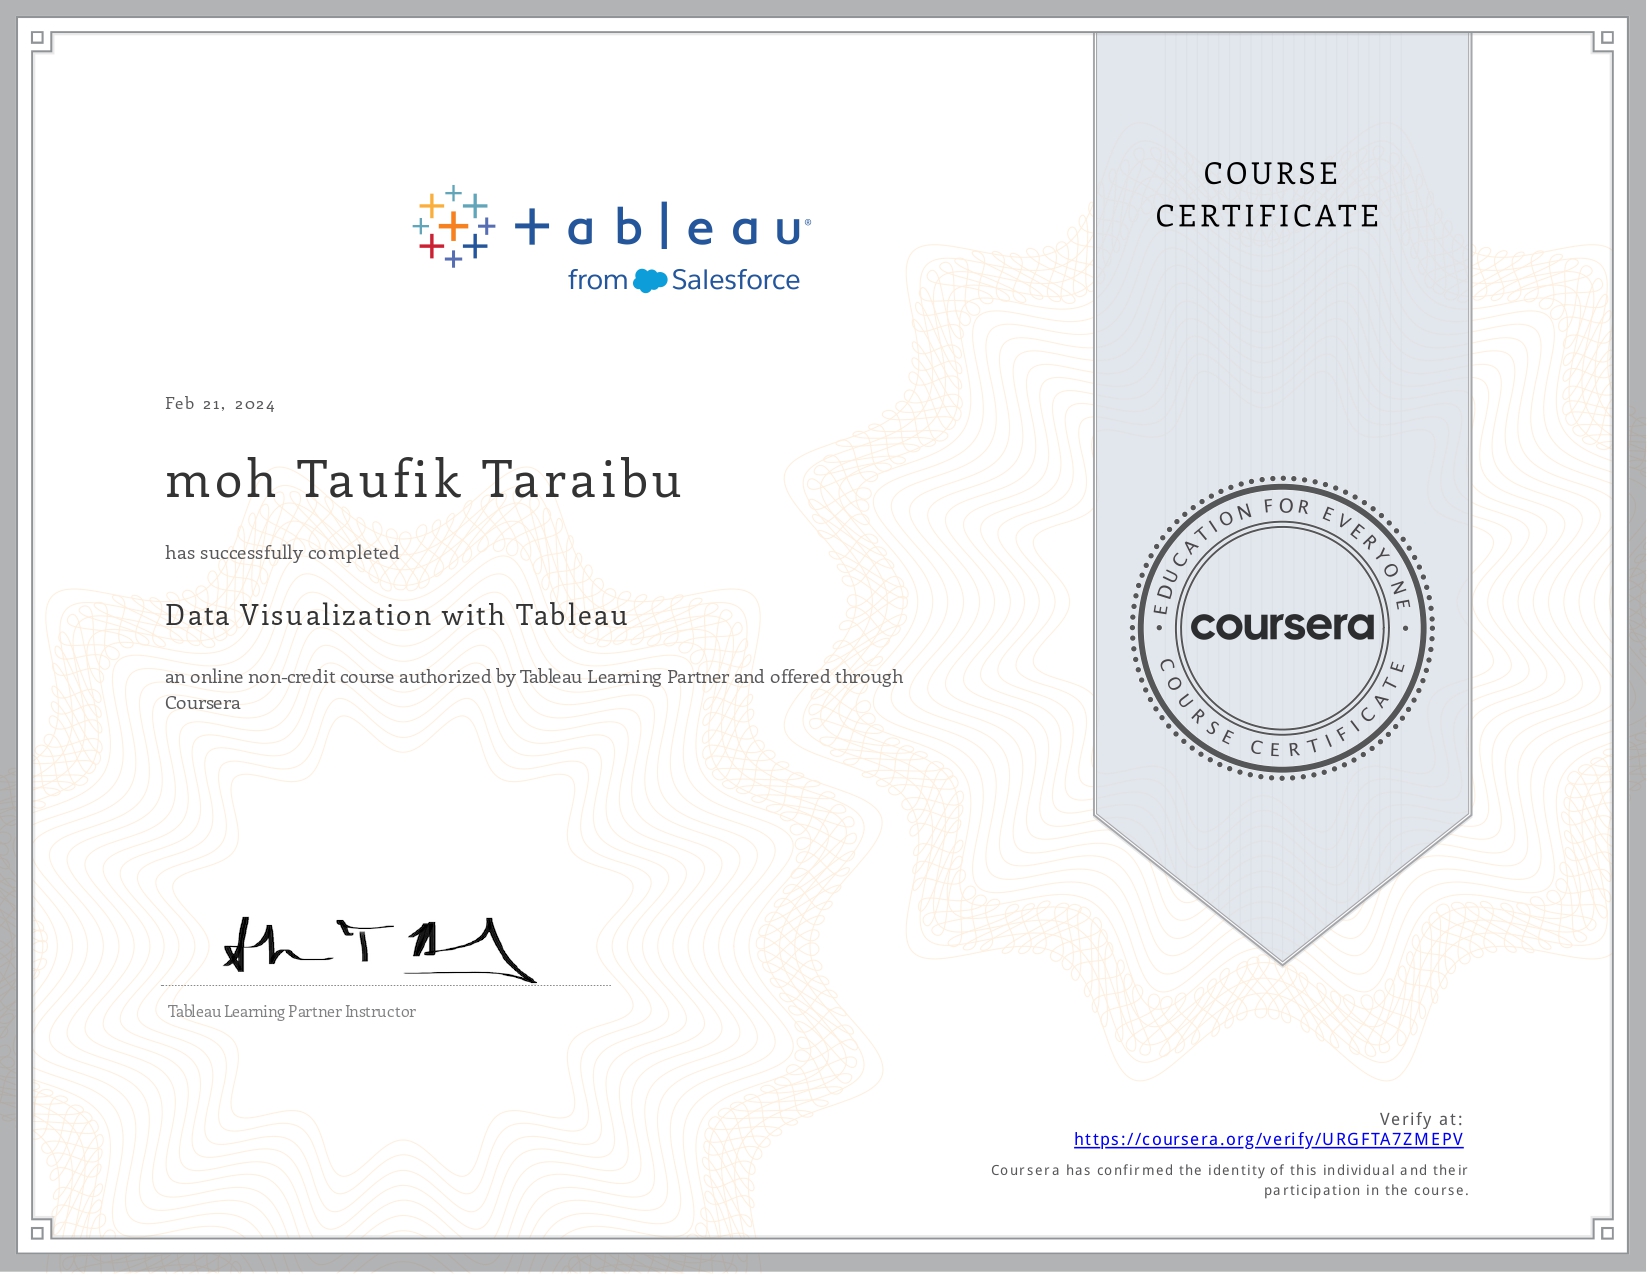 +ableau®
from Salesforce
COURSE
CERTIFICATE
Feb 21, 2024
moh Taufik Taraibu
has successfully completed
Data Visualization with Tableau
an online non-credit course authorized by Tableau Learning Partner and offered through
Coursera
EDUCATION FOR EVERYONE
coursera
COURSE CERTIFICATE
Tableau Learning Partner Instructor
Verify at:
https://coursera.org/verify/URGFTA7ZMEPV
Coursera has confirmed the identity of this individual and their
participation in the course.